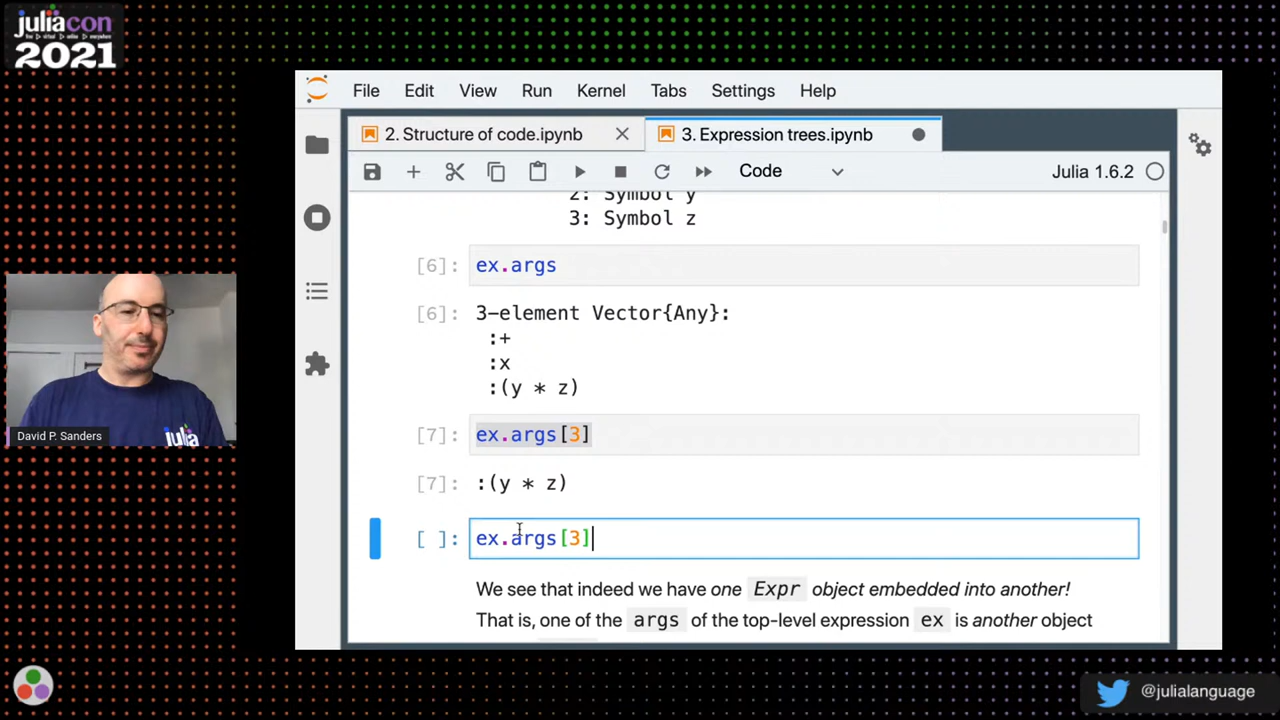 juliacon
2021
File Edit View Run Kernel Tabs Settings Help
2. Structure of code.ipynb
3. Expression trees.ipynb
Code
Julia 1.6.2
2: Symbol y
3: Symbol z
[6]: ex.args
[6]: 3-element Vector{Any}:
:+
:x
:(y * z)
[7]: ex.args[3]
[7]: :(y * z)
[ ]: ex.args[3]
We see that indeed we have one Expr object embedded into another!
That is, one of the args of the top-level expression ex is another object
julia
David P. Sanders
@julialanguage